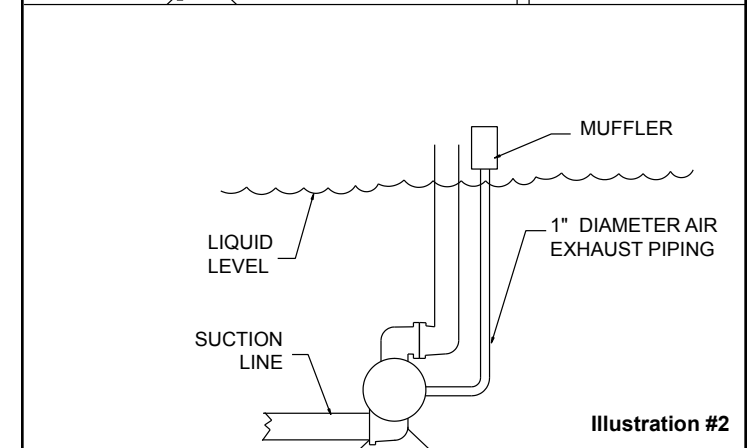 MUFFLER
LIQUID
LEVEL
1" DIAMETER AIR
EXHAUST PIPING
SUCTION
LINE
Illustration #2